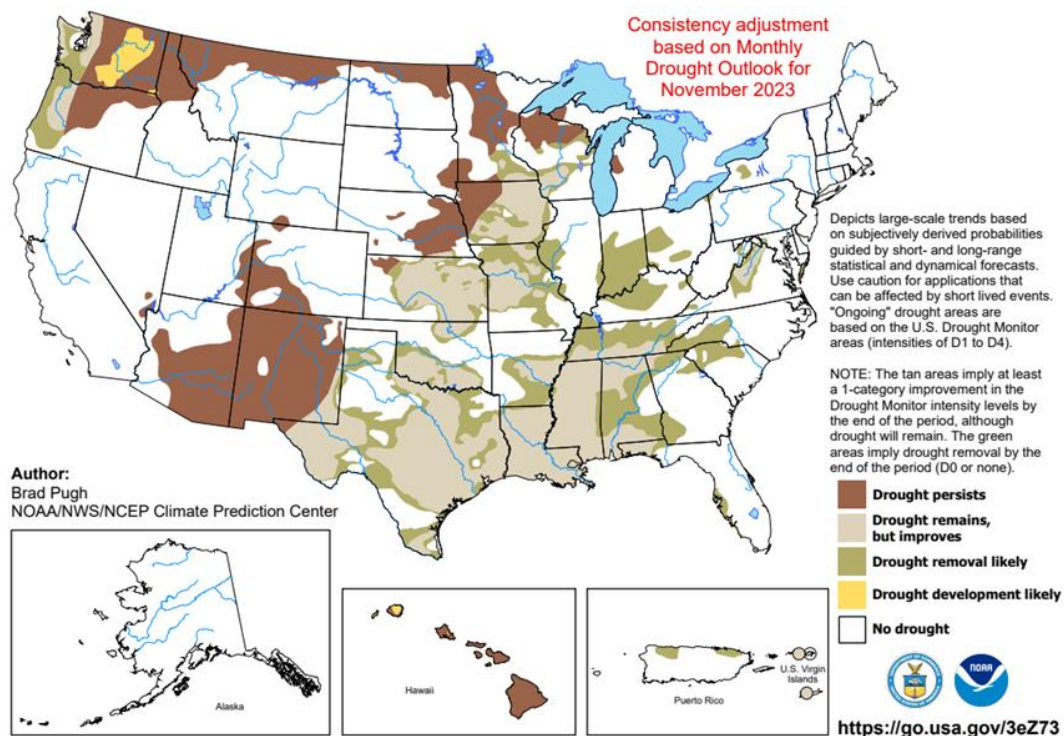 Consistency adjustment
based on Monthly
Drought Outlook for
November 2023
Depicts large-scale trends based
on subjectively derived probabilities
guided by short- and long-range
statistical and dynamical forecasts.
Use caution for applications that
can be affected by short lived events.
"Ongoing" drought areas are
based on the U.S. Drought Monitor
areas (intensities of D1 to D4).
NOTE: The tan areas imply at least
a 1-category improvement in the
Drought Monitor intensity levels by
the end of the period, although
drought will remain. The green
areas imply drought removal by the
end of the period (D0 or none).
Author:
Brad Pugh
NOAA/NWS/NCEP Climate Prediction Center
Drought persists
Drought remains,
but improves
Drought removal likely
Drought development likely
No drought
Alaska
Hawaii
Puerto Rico
U.S. Virgin
Islands
NOAA
https://go.usa.gov/3eZ73